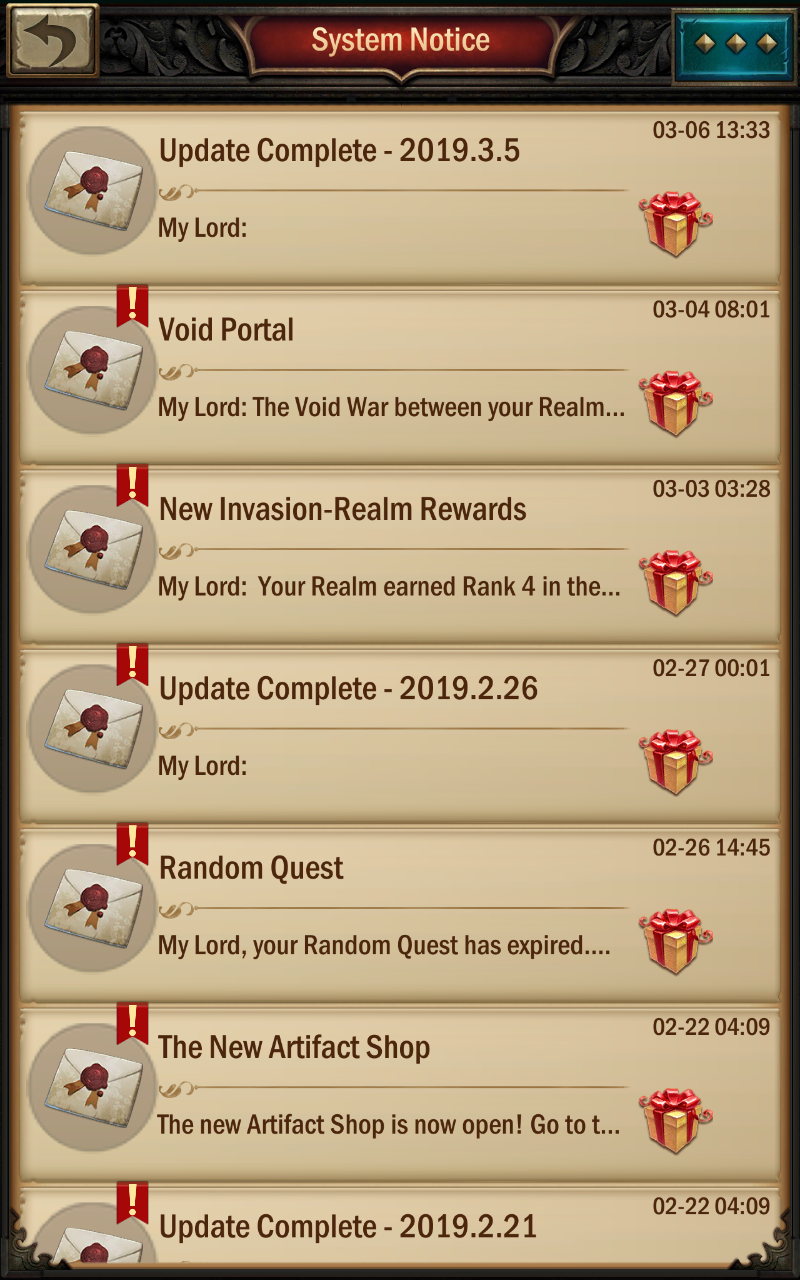 System Notice
03-06 13:33
Update Complete - 2019.3.5
My Lord:
03-04 08:01
Void Portal
My Lord: The Void War between your Realm...
03-03 03:28
New Invasion-Realm Rewards
My Lord:  Your Realm earned Rank 4 in the...
02-27 00:01
Update Complete - 2019.2.26
My Lord:
02-26 14:45
Random Quest
My Lord, your Random Quest has expired....
02-22 04:09
The New Artifact Shop
The new Artifact Shop is now open! Go to t...
02-22 04:09
Update Complete - 2019.2.21